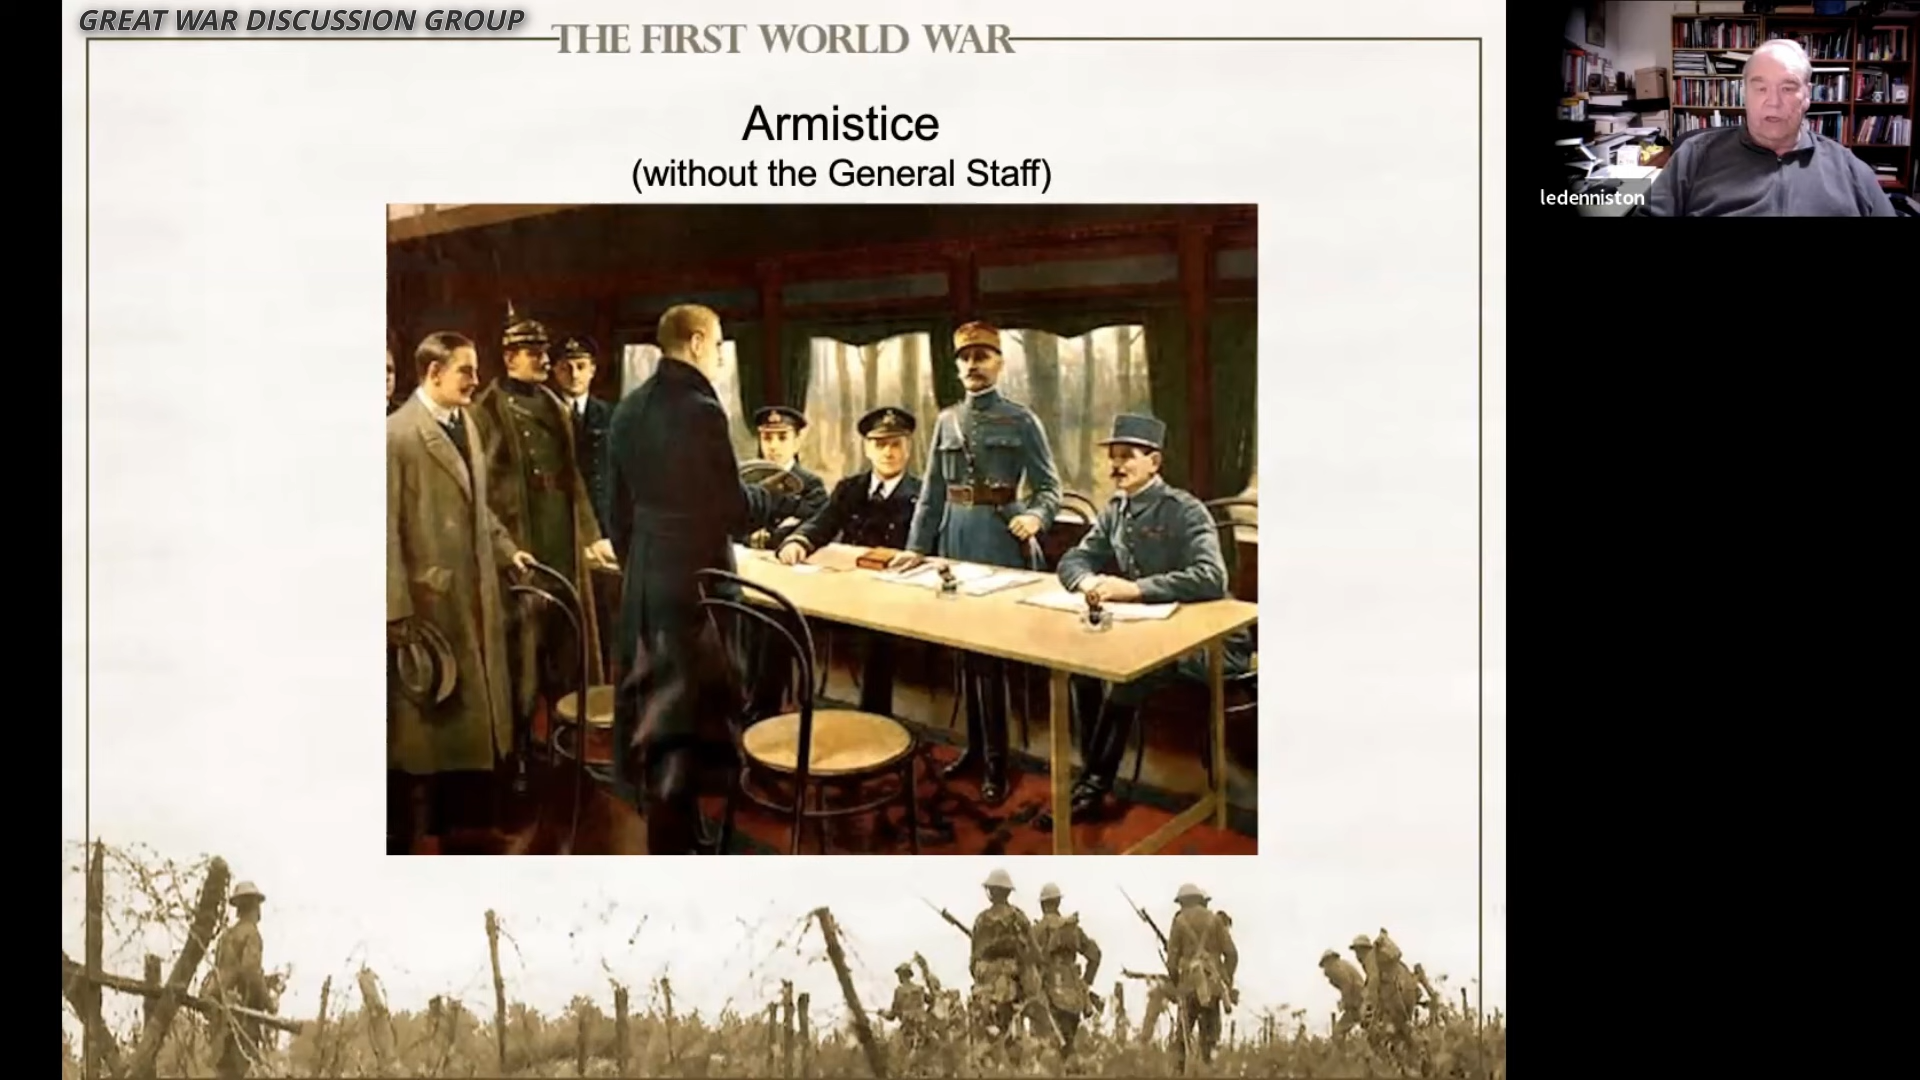 GREAT WAR DISCUSSION GROUP
THE FIRST WORLD WAR
Armistice
(without the General Staff)
ledenniston